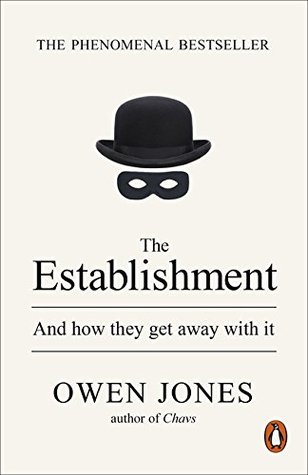 THE PHENOMENAL BESTSELLER
The
Establishment
And how they get away with it
OWEN JONES
author of Chavs